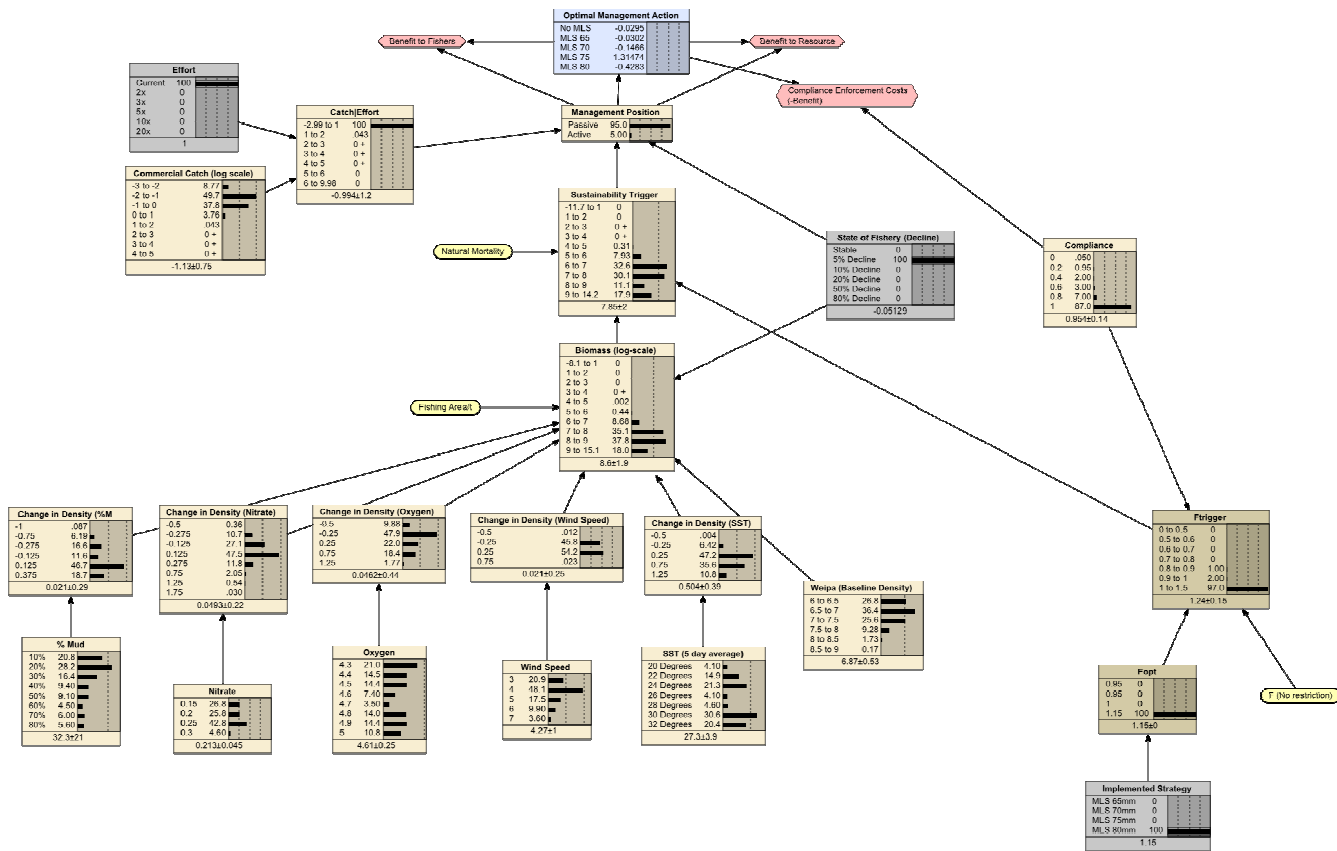 Optimal Management Action
No MLS -0.0295
MLS 65 -0.0302
MLS 70 -0.1466
MLS 75 1.31474
MLS 80 -0.4283
Benefit to Fishers
Benefit to Resource
Compliance Enforcement Costs
(-Benefit)
Effort
Current 100
2x 0
3x 0
5x 0
10x 0
20x 0
1
Catch|Effort
-2.99 to 1 100
1 to 2 .043
2 to 3 0 +
3 to 4 0 +
4 to 5 0 +
5 to 6 0
6 to 9.98 0
-0.994±1.2
Management Position
Passive 95.0
Active 5.00
Commercial Catch (log scale)
-3 to -2 8.77
-2 to -1 49.7
-1 to 0 37.8
0 to 1 3.76
1 to 2 .043
2 to 3 0 +
3 to 4 0 +
4 to 5 0 +
-1.13±0.75
Sustainability Trigger
-11.7 to 1 0
1 to 2 0
2 to 3 0 +
3 to 4 0 +
4 to 5 0.31
5 to 6 7.93
6 to 7 32.6
7 to 8 30.1
8 to 9 11.1
9 to 14.2 17.9
7.85±2
Natural Mortality
State of Fishery (Decline)
Stable 0
5% Decline 100
10% Decline 0
20% Decline 0
50% Decline 0
80% Decline 0
-0.05129
Compliance
0 .050
0.2 0.95
0.4 2.00
0.6 3.00
0.8 7.00
1 87.0
0.954±0.14
Biomass (log-scale)
-8.1 to 1 0
1 to 2 0
2 to 3 0
3 to 4 0 +
4 to 5 .002
5 to 6 0.44
6 to 7 8.68
7 to 8 35.1
8 to 9 37.8
9 to 15.1 18.0
8.6±1.9
Fishing Area/t
Change in Density (%M
-1 .087
-0.75 6.19
-0.275 16.6
-0.125 11.6
0.125 46.7
0.375 18.7
0.021±0.29
Change in Density (Nitrate)
-0.5 0.36
-0.275 10.7
-0.125 27.1
0.125 47.5
0.275 11.8
0.75 2.05
1.25 0.54
1.75 .030
0.0493±0.22
Change in Density (Oxygen)
-0.5 9.88
-0.25 47.9
0.25 22.0
0.75 18.4
1.25 1.77
0.0462±0.44
Change in Density (Wind Speed)
-0.5 .012
-0.25 45.8
0.25 54.2
0.75 .023
0.021±0.25
Change in Density (SST)
-0.5 .004
-0.25 6.42
0.25 47.2
0.75 35.6
1.25 10.8
0.504±0.39
Weipa (Baseline Density)
6 to 6.5 26.8
6.5 to 7 36.4
7 to 7.5 25.6
7.5 to 8 9.28
8 to 8.5 1.73
8.5 to 9 0.17
6.87±0.53
Ftrigger
0 to 0.5 0
0.5 to 0.6 0
0.6 to 0.7 0
0.7 to 0.8 0
0.8 to 0.9 1.00
0.9 to 1 2.00
1 to 1.5 97.0
1.24±0.15
% Mud
10% 20.8
20% 28.2
30% 16.4
40% 9.40
50% 9.10
60% 4.50
70% 6.00
80% 5.60
32.3±21
Nitrate
0.15 26.8
0.2 25.8
0.25 42.8
0.3 4.60
0.213±0.045
Oxygen
4.3 21.0
4.4 14.5
4.5 14.4
4.6 7.40
4.7 3.50
4.8 14.0
4.9 14.4
5 10.8
4.61±0.25
Wind Speed
3 20.9
4 48.1
5 17.5
6 9.90
7 3.60
4.27±1
SST (5 day average)
20 Degrees 4.10
22 Degrees 14.9
24 Degrees 21.3
26 Degrees 4.10
28 Degrees 4.60
30 Degrees 30.6
32 Degrees 20.4
27.3±3.9
Fopt
0.95 0
0.95 0
1 0
1.15 100
1.15±0
F (No restriction)
Implemented Strategy
MLS 65mm 0
MLS 70mm 0
MLS 75mm 0
MLS 80mm 100
1.15